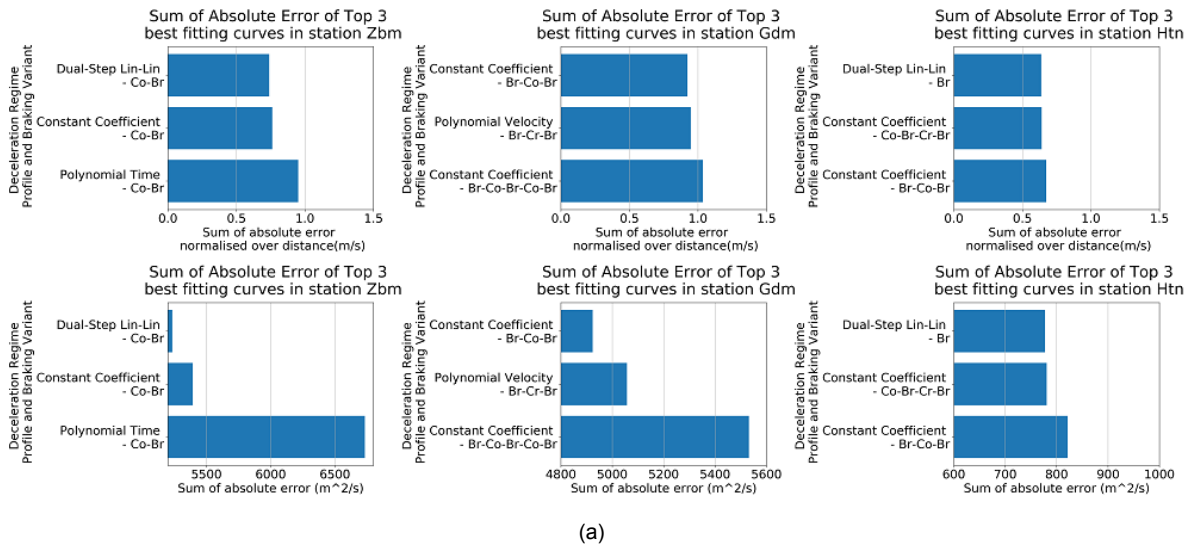 Sum of Absolute Error of Top 3
best fitting curves in station Zbm
Deceleration Regime
Profile and Braking Variant
Dual-Step Lin-Lin
- Co-Br
Constant Coefficient
- Co-Br
Polynomial Time
- Co-Br
0.0 0.5 1.0 1.5
Sum of absolute error
normalised over distance(m/s)
Sum of Absolute Error of Top 3
best fitting curves in station Gdm
Deceleration Regime
Profile and Braking Variant
Constant Coefficient
- Br-Co-Br
Polynomial Velocity
- Br-Cr-Br
Constant Coefficient
- Br-Co-Br-Co-Br
0.0 0.5 1.0 1.5
Sum of absolute error
normalised over distance(m/s)
Sum of Absolute Error of Top 3
best fitting curves in station Htn
Deceleration Regime
Profile and Braking Variant
Dual-Step Lin-Lin
- Br
Constant Coefficient
- Co-Br-Cr-Br
Constant Coefficient
- Br-Co-Br
0.0 0.5 1.0 1.5
Sum of absolute error
normalised over distance(m/s)
Sum of Absolute Error of Top 3
best fitting curves in station Zbm
Deceleration Regime
Profile and Braking Variant
Dual-Step Lin-Lin
- Co-Br
Constant Coefficient
- Co-Br
Polynomial Time
- Co-Br
5500 6000 6500
Sum of absolute error (m^2/s)
Sum of Absolute Error of Top 3
best fitting curves in station Gdm
Deceleration Regime
Profile and Braking Variant
Constant Coefficient
- Br-Co-Br
Polynomial Velocity
- Br-Cr-Br
Constant Coefficient
- Br-Co-Br-Co-Br
4800 5000 5200 5400 5600
Sum of absolute error (m^2/s)
Sum of Absolute Error of Top 3
best fitting curves in station Htn
Deceleration Regime
Profile and Braking Variant
Dual-Step Lin-Lin
- Br
Constant Coefficient
- Co-Br-Cr-Br
Constant Coefficient
- Br-Co-Br
600 700 800 900 1000
Sum of absolute error (m^2/s)
(a)